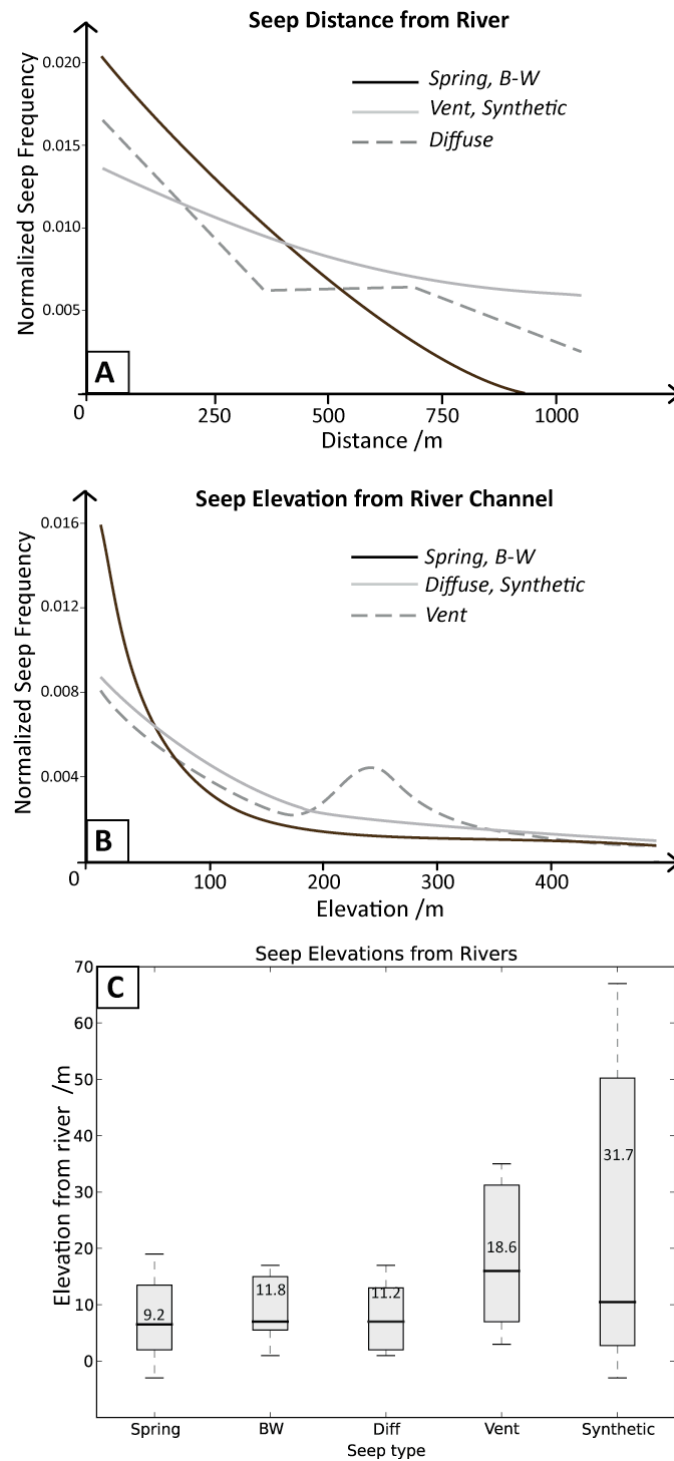 Seep Distance from River
0.020
0.015
0.010
0.005
Normalized Seep Frequency
Spring, B-W
Vent, Synthetic
Diffuse
A
0
250
500
750
1000
Distance /m
Seep Elevation from River Channel
0.016
0.012
0.008
0.004
Normalized Seep Frequency
Spring, B-W
Diffuse, Synthetic
Vent
B
0
100
200
300
400
Elevation /m
Seep Elevations from Rivers
C
70
60
50
40
30
20
10
0
Elevation from river /m
9.2
11.8
11.2
18.6
31.7
Spring
BW
Diff
Vent
Synthetic
Seep type